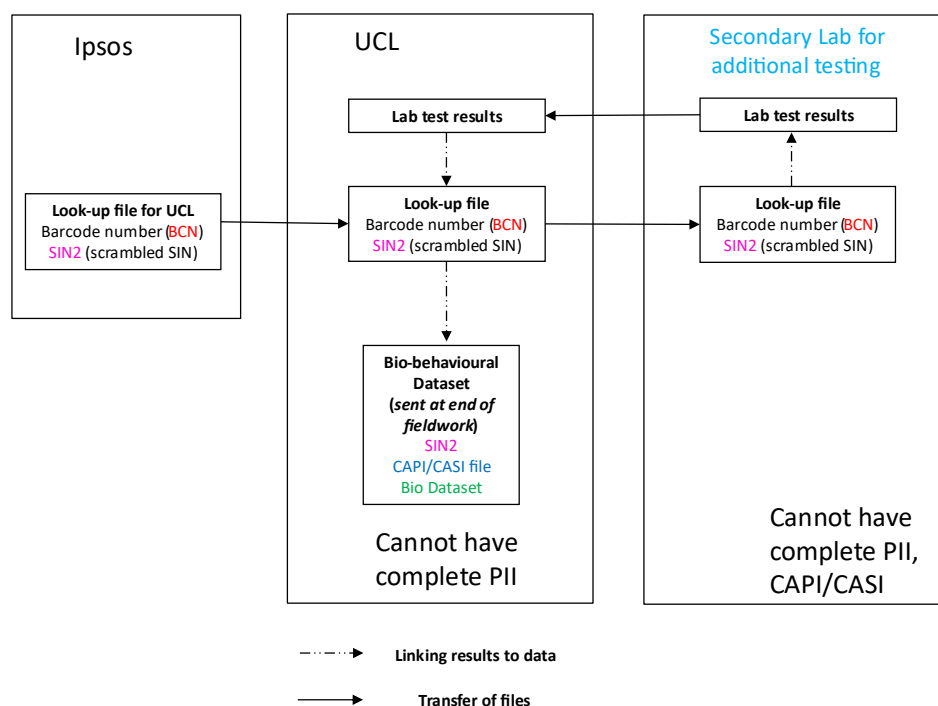 Ipsos
Look-up file for UCL
Barcode number (BCN)
SIN2 (scrambled SIN)
UCL
Lab test results
Look-up file
Barcode number (BCN)
SIN2 (scrambled SIN)
Bio-behavioural
Dataset
(sent at end of
fieldwork)
SIN2
CAPI/CASI file
Bio Dataset
Cannot have
complete PII
Secondary Lab for
additional testing
Lab test results
Look-up file
Barcode number (BCN)
SIN2 (scrambled SIN)
Cannot have
complete PII,
CAPI/CASI
Linking results to data
Transfer of files